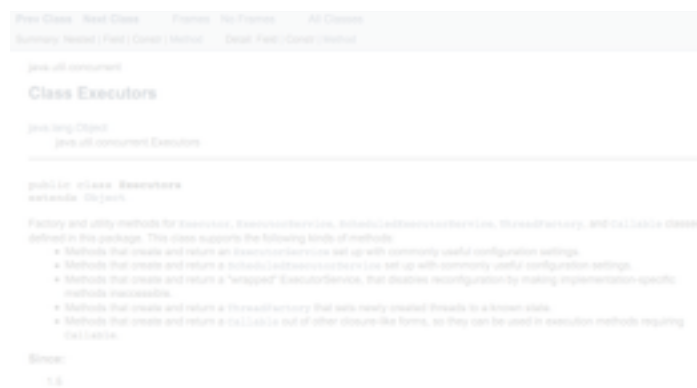 Prev Class Next Class Frames No Frames All Classes
Summary: Nested | Field | Constr | Method Detail: Field | Constr | Method
java.util.concurrent
Class Executors
java.lang.Object
java.util.concurrent.Executors
public class Executors
extends Object
Factory and utility methods for Executor, ExecutorService, ScheduledExecutorService, ThreadFactory, and Callable classes
defined in this package. This class supports the following kinds of methods:
• Methods that create and return an ExecutorService set up with commonly useful configuration settings.
• Methods that create and return a ScheduledExecutorService set up with commonly useful configuration settings.
• Methods that create and return a "wrapped" ExecutorService, that disables reconfiguration by making implementation-specific
methods inaccessible.
• Methods that create and return a ThreadFactory that sets newly created threads to a known state.
• Methods that create and return a Callable out of other closure-like forms, so they can be used in execution methods requiring
Callable.
Since:
1.5